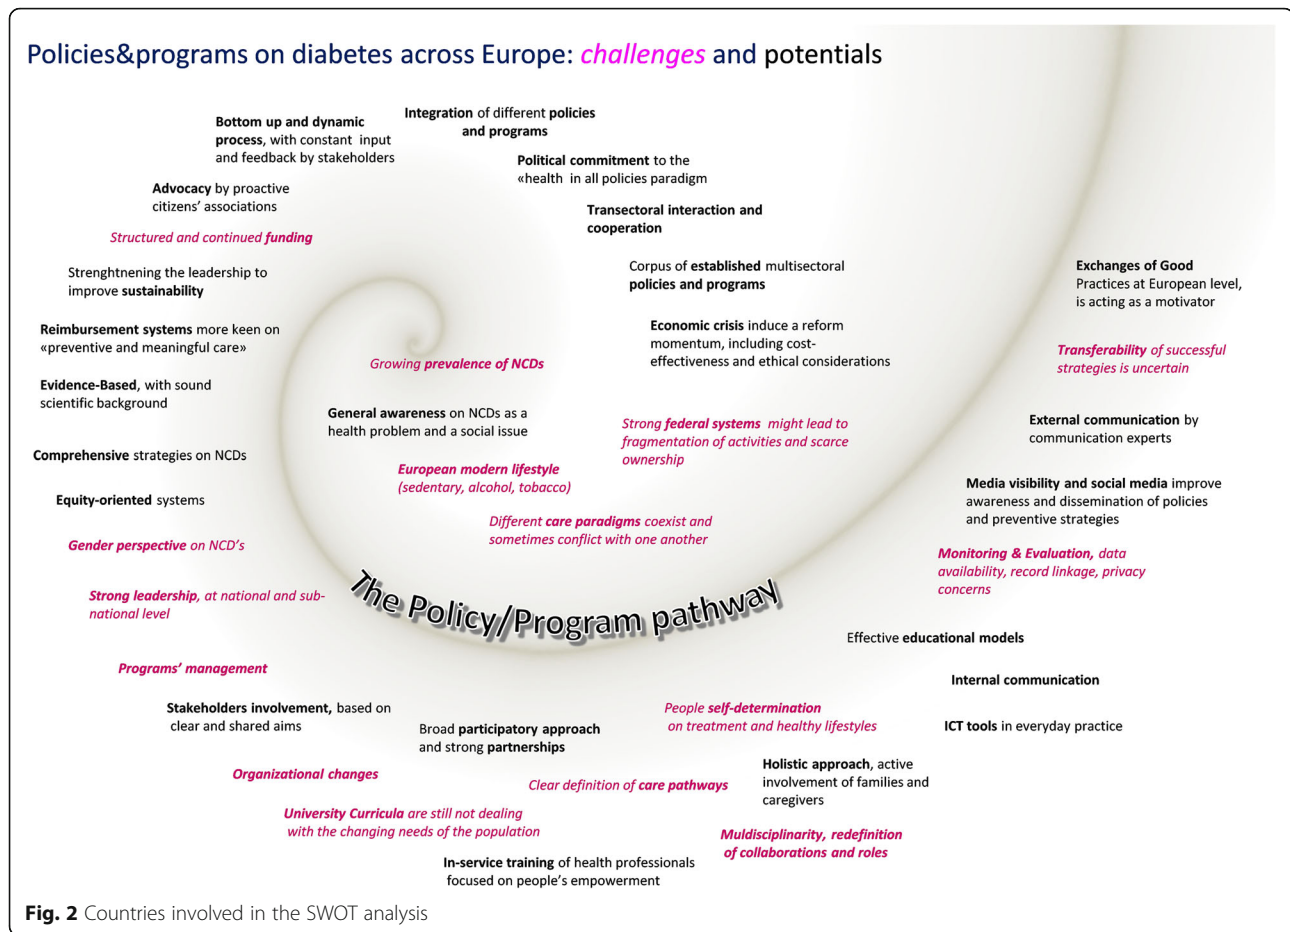 Policies&programs on diabetes across Europe: challenges and potentials
Bottom up and dynamic
process, with constant input
and feedback by stakeholders
Integration of different policies
and programs
Political commitment to the
«health in all policies paradigm
Advocacy by proactive
citizens' associations
Transectoral interaction and
cooperation
Structured and continued funding
Strenghtnening the leadership to
improve sustainability
Corpus of established multisectoral
policies and programs
Exchanges of Good
Practices at European level,
is acting as a motivator
Reimbursement systems more keen on
«preventive and meaningful care»
Economic crisis induce a reform
momentum, including cost-
effectiveness and ethical considerations
Growing prevalence of NCDs
Transferability of successful
strategies is uncertain
Evidence-Based, with sound
scientific background
General awareness on NCDs as a
health problem and a social issue
Strong federal systems might lead to
fragmentation of activities and scarce
ownership
External communication by
communication experts
Comprehensive strategies on NCDs
European modern lifestyle
(sedentary, alcohol, tobacco)
Media visibility and social media improve
awareness and dissemination of policies
and preventive strategies
Equity-oriented systems
Different care paradigms coexist and
sometimes conflict with one another
Gender perspective on NCD's
Monitoring & Evaluation, data
availability, record linkage, privacy
concerns
Strong leadership, at national and sub-
national level
The Policy/Program pathway
Effective educational models
Programs' management
Internal communication
Stakeholders involvement, based on
clear and shared aims
Broad participatory approach
and strong partnerships
People self-determination
on treatment and healthy lifestyles
ICT tools in everyday practice
Organizational changes
Clear definition of care pathways
Holistic approach, active
involvement of families and
caregivers
University Curricula are still not dealing
with the changing needs of the population
Muldisciplinarity, redefinition
of collaborations and roles
In-service training of health professionals
focused on people's empowerment
Fig. 2 Countries involved in the SWOT analysis